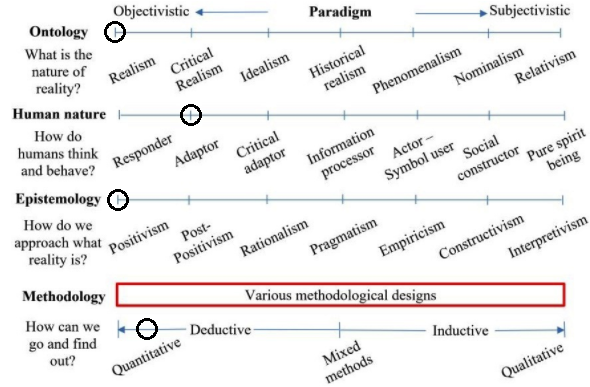 Objectivistic Paradigm Subjectivistic
Ontology
What is the
nature of
reality?
Realism
Critical
Realism
Idealism
Historical
realism
Phenomenalism
Nominalism
Relativism
Human nature
How do
humans think
and behave?
Responder
Adaptor
Critical
adaptor
Information
processor
Actor –
Symbol user
Social
constructor
Pure spirit
being
Epistemology
How do we
approach what
reality is?
Positivism
Post-
Positivism
Rationalism
Pragmatism
Empiricism
Constructivism
Interpretivism
Methodology
Various methodological designs
How can we
go and find
out?
Deductive
Inductive
Quantitative
Mixed
methods
Qualitative